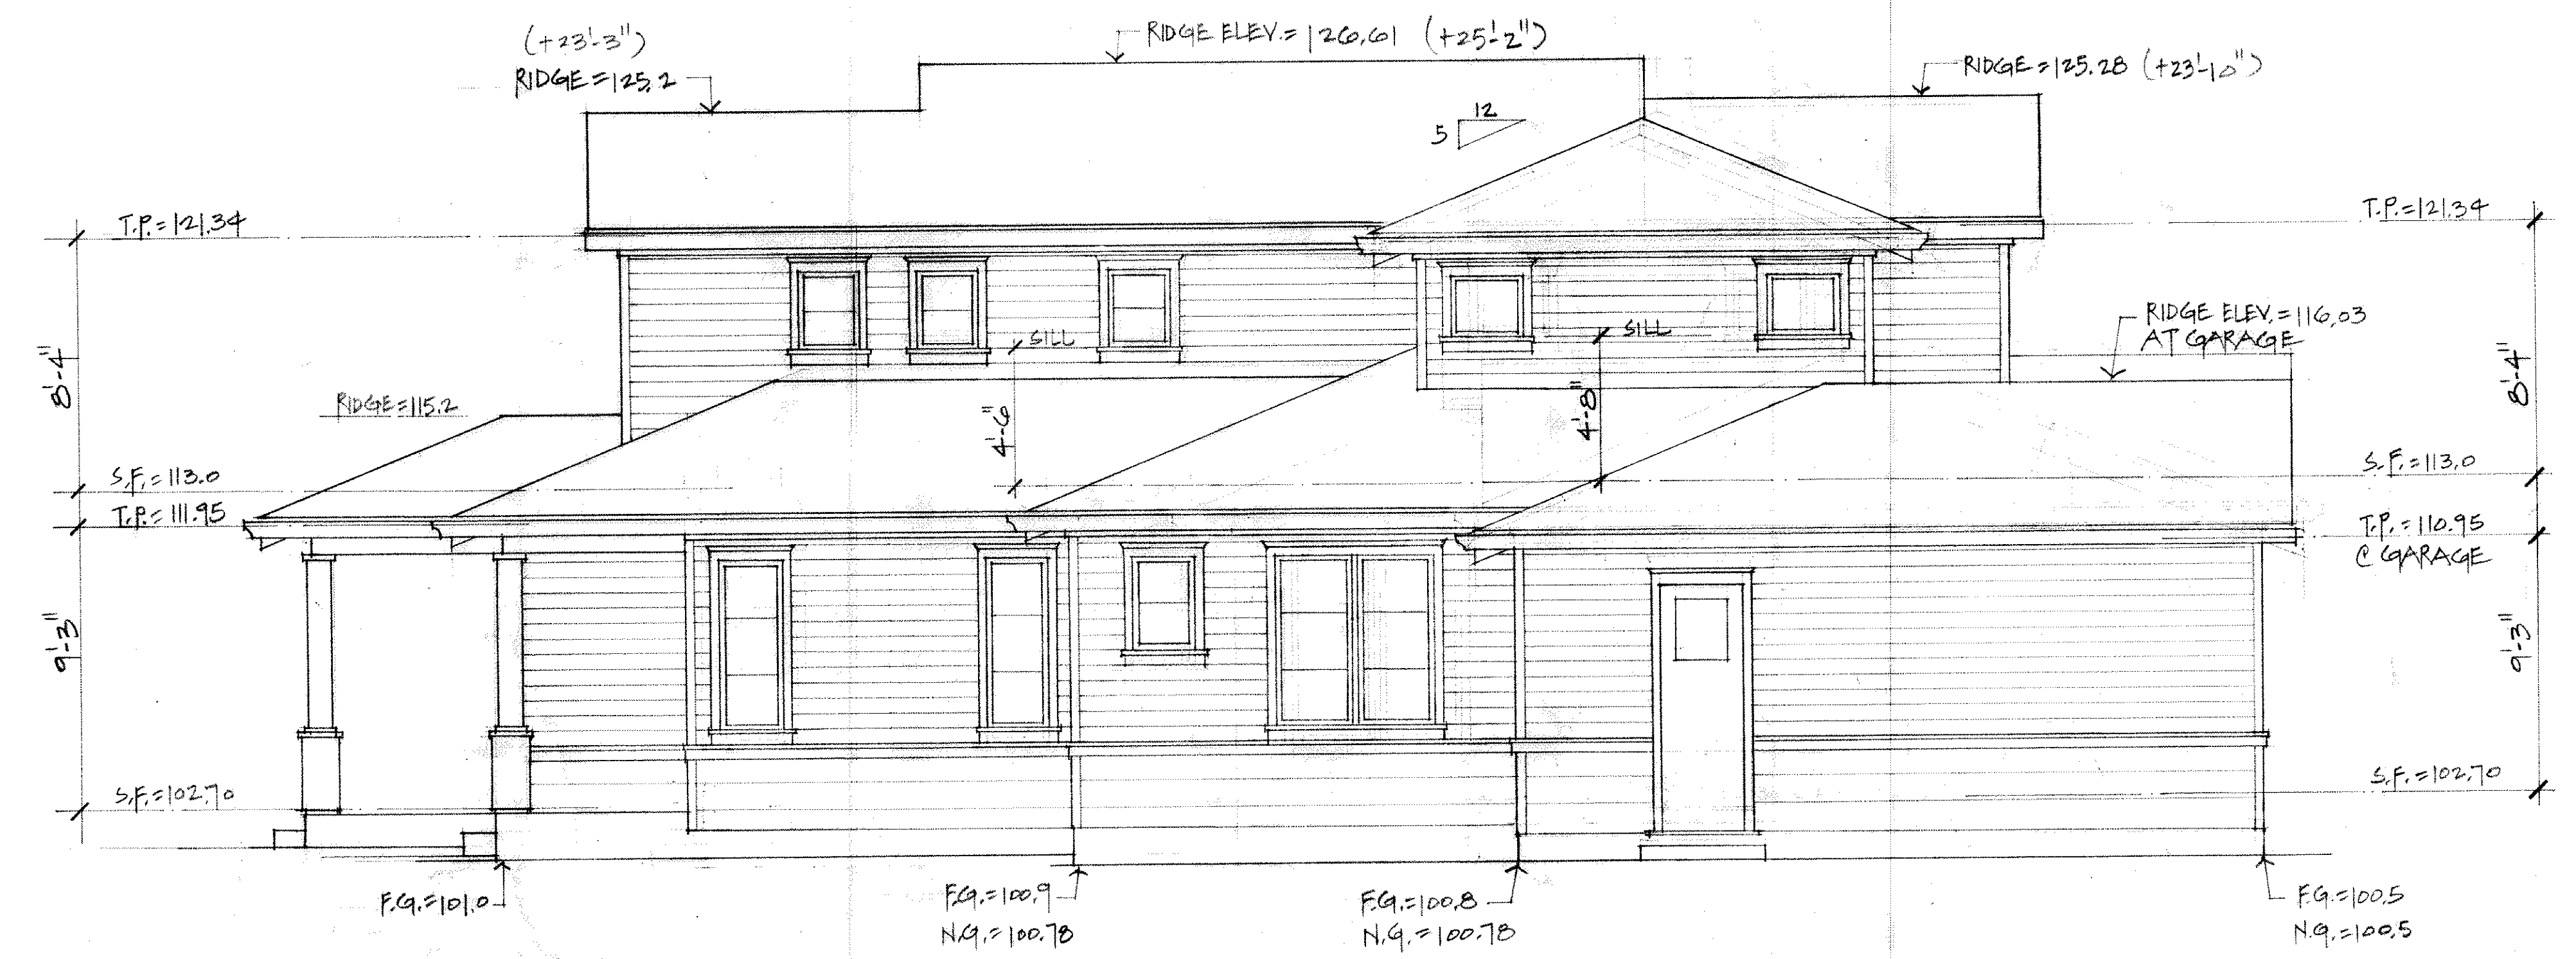 (+23'-3")
RIDGE=125.2
RIDGE ELEV.=126.61 (+25'-2")
RIDGE=125.28 (+23'-10")
12
5
T.P.=121.34
T.P.=121.34
RIDGE ELEV.=116.03
AT GARAGE
SILL
SILL
8'-4"
8'-4"
RIDGE=115.2
4'-6"
4'-8"
S.F.=113.0
S.F.=113.0
T.P.=111.95
T.P.=110.95
@ GARAGE
9'-3"
9'-3"
S.F.=102.70
S.F.=102.70
F.G.=101.0
F.G.=100.9
N.G.=100.78
F.G.=100.8
N.G.=100.78
F.G.=100.5
N.G.=100.5